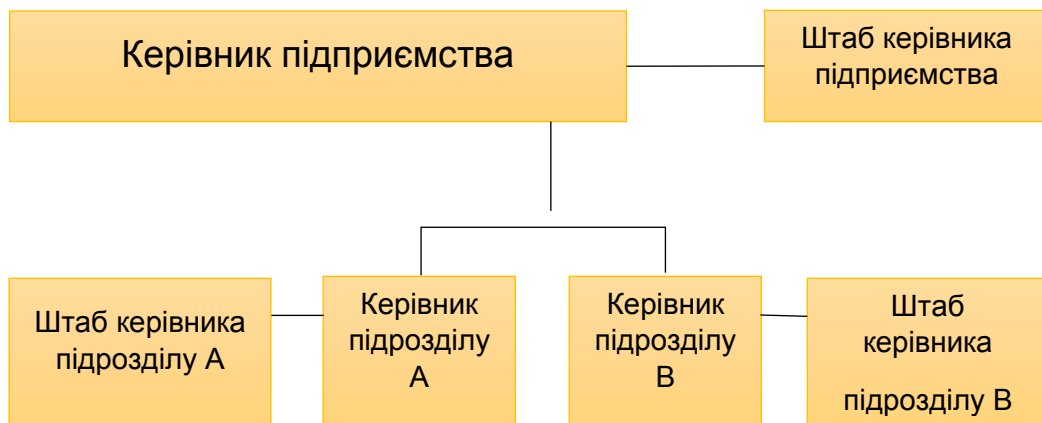 Керівник підприємства
Штаб керівника
підприємства
Штаб керівника
підрозділу А
Керівник
підрозділу
А
Керівник
підрозділу
В
Штаб
керівника
підрозділу В